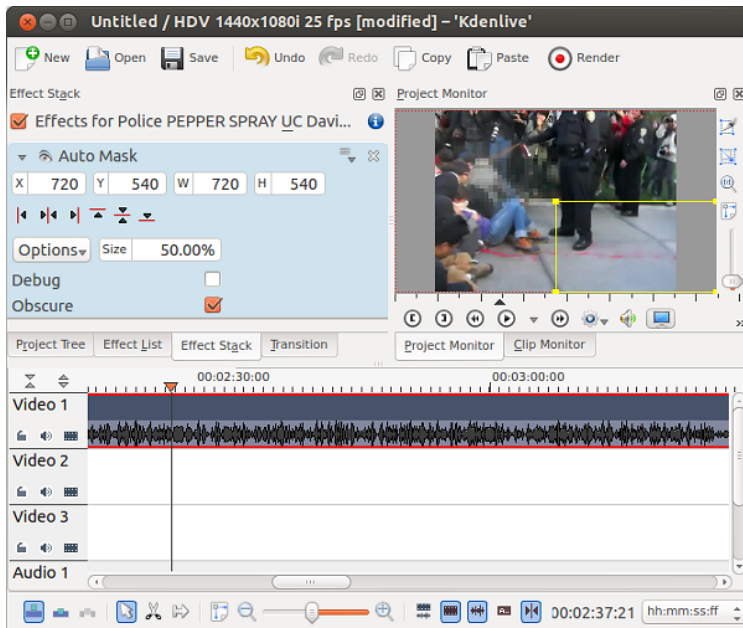 Untitled / HDV 1440x1080i 25 fps [modified] – 'Kdenlive'
New Open Save Undo Redo Copy Paste Render
Effect Stack
Project Monitor
Effects for Police PEPPER SPRAY UC Davi...
Auto Mask
X 720 Y 540 W 720 H 540
Options Size 50.00%
Debug
Obscure
Project Tree Effect List Effect Stack Transition
Project Monitor Clip Monitor
00:02:30:00 00:03:00:00
Video 1
Video 2
Video 3
Audio 1
00:02:37:21 hh:mm:ss:ff